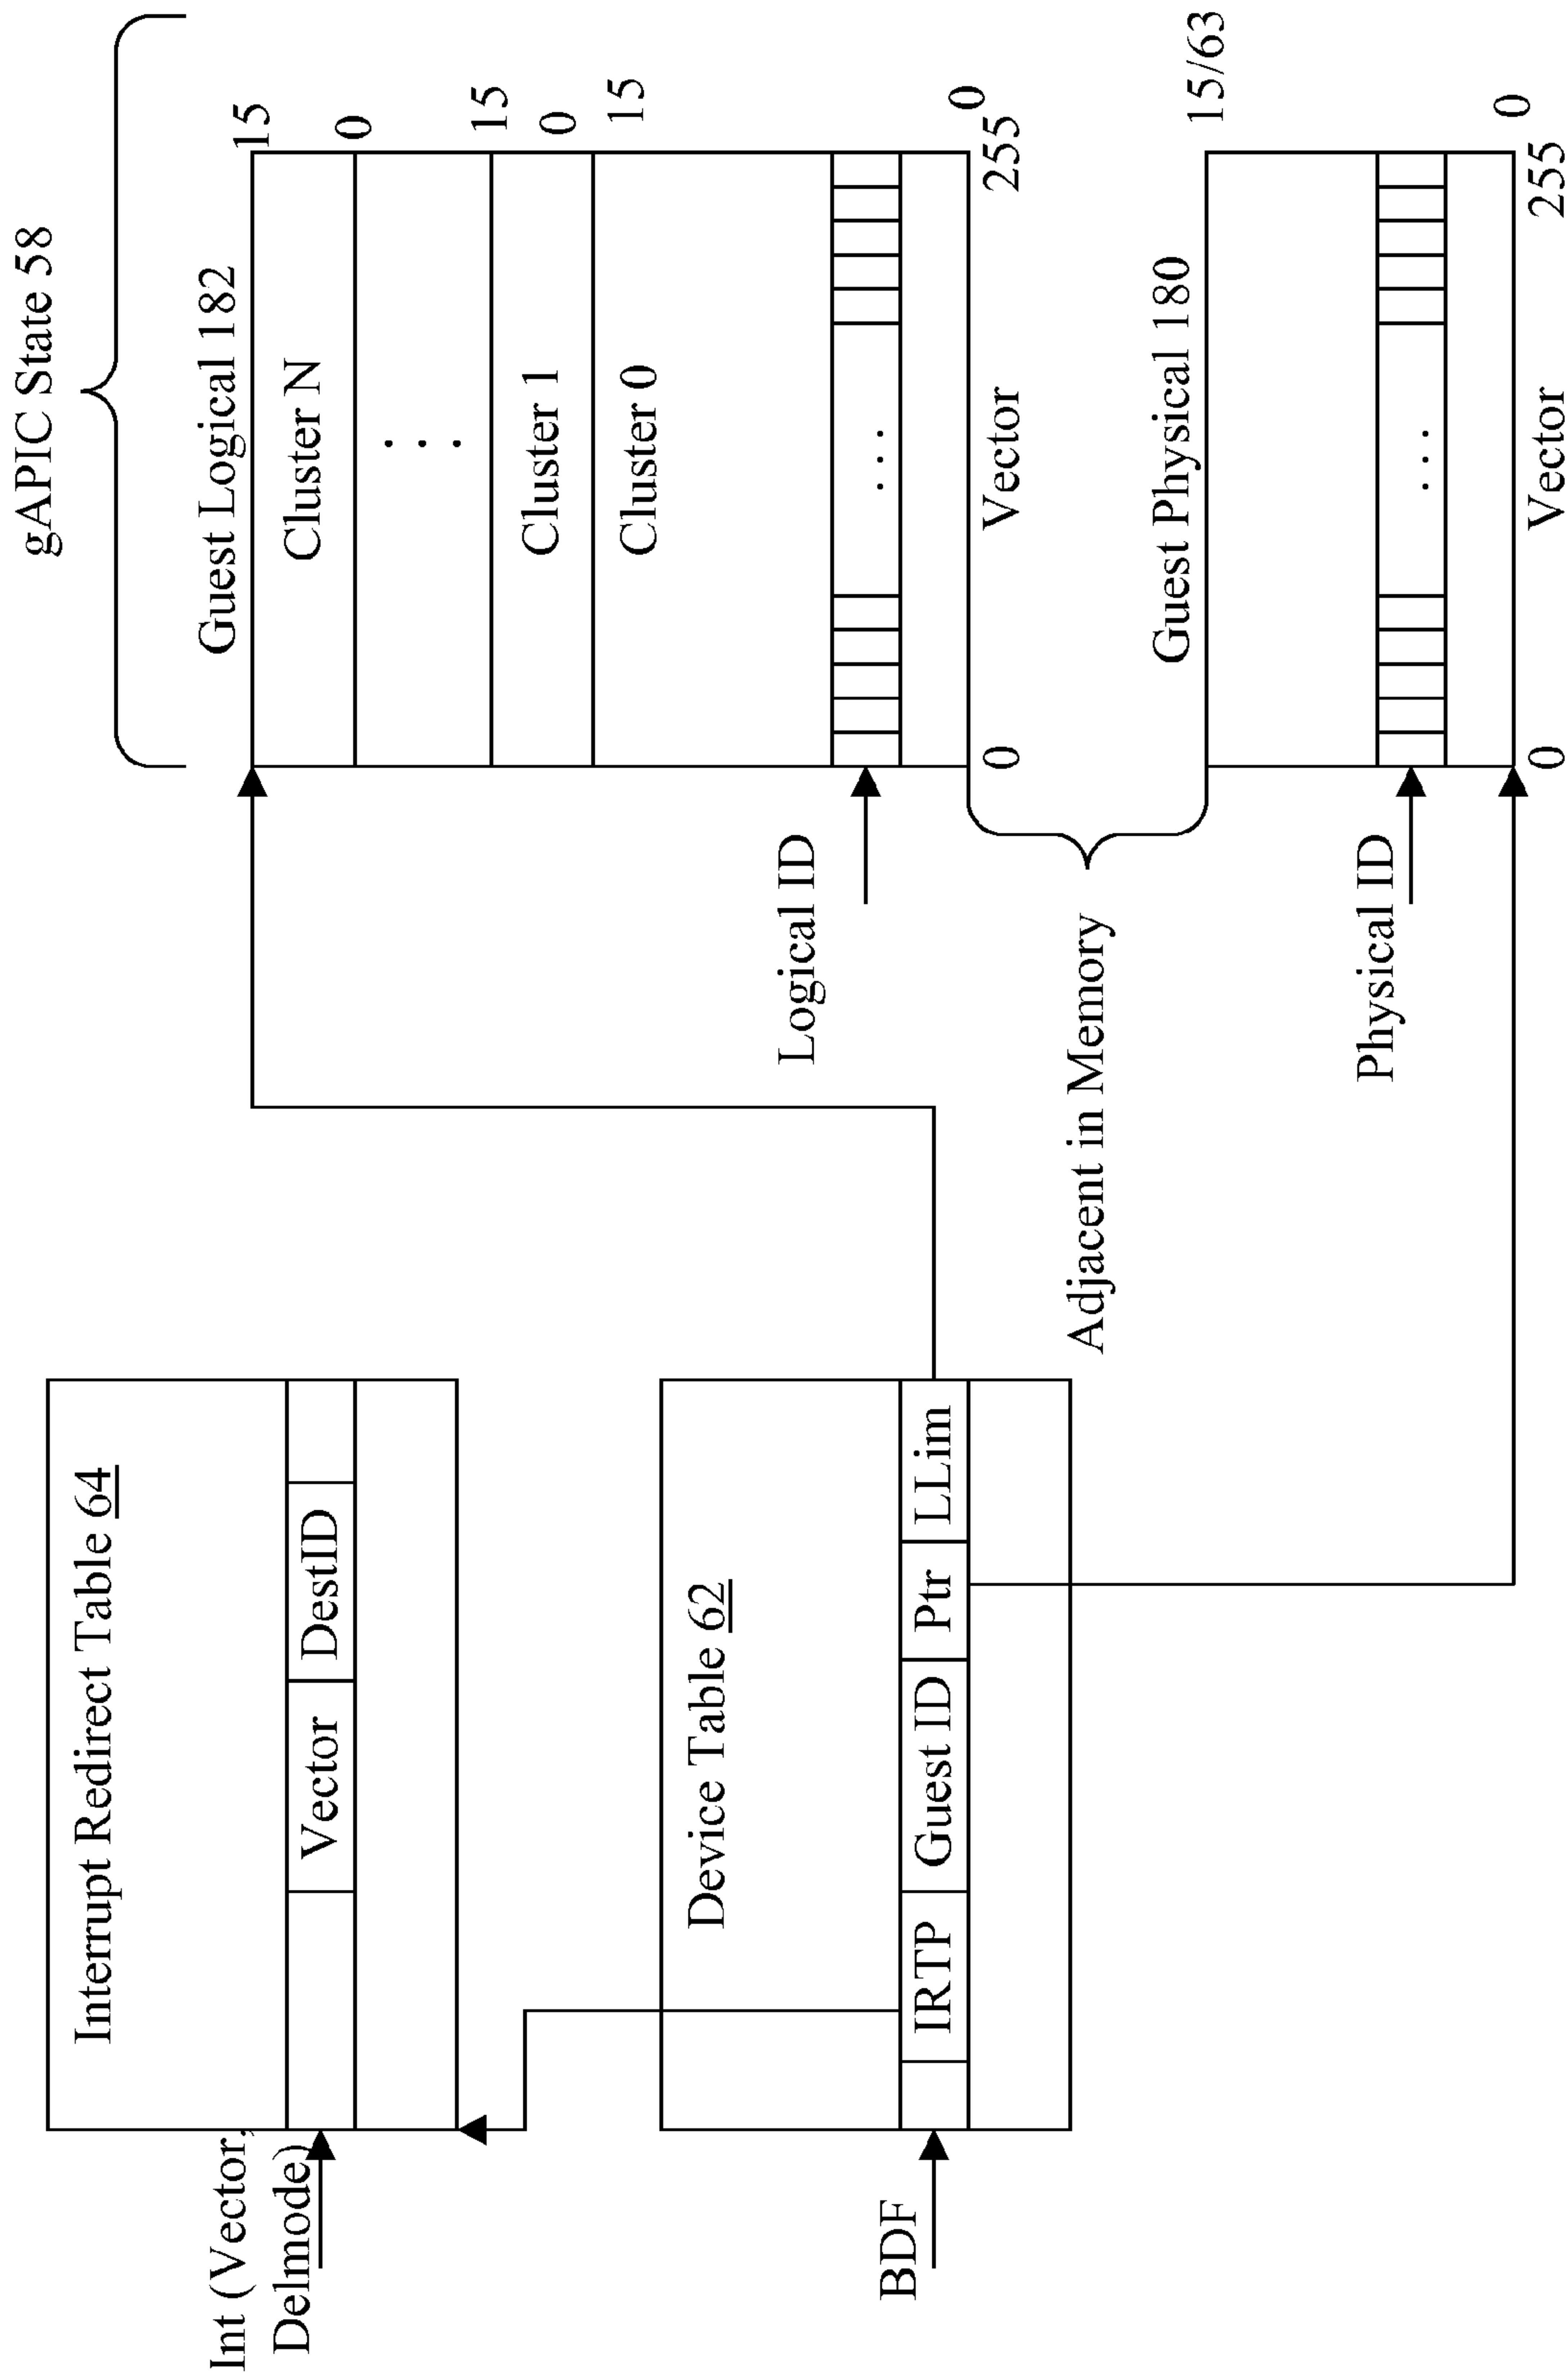 gAPIC State 58
Int (Vector,
Delmode)
Interrupt Redirect Table 64
Vector
DestID
Guest Logical 182
15
Cluster N
0
. . .
15
Cluster 1
0
Cluster 0
15
Logical ID
. . .
0
0
Vector
255
BDF
Device Table 62
IRTP
Guest ID
Ptr
LLim
Adjacent in Memory
Guest Physical 180
15/63
Physical ID
. . .
0
0
Vector
255